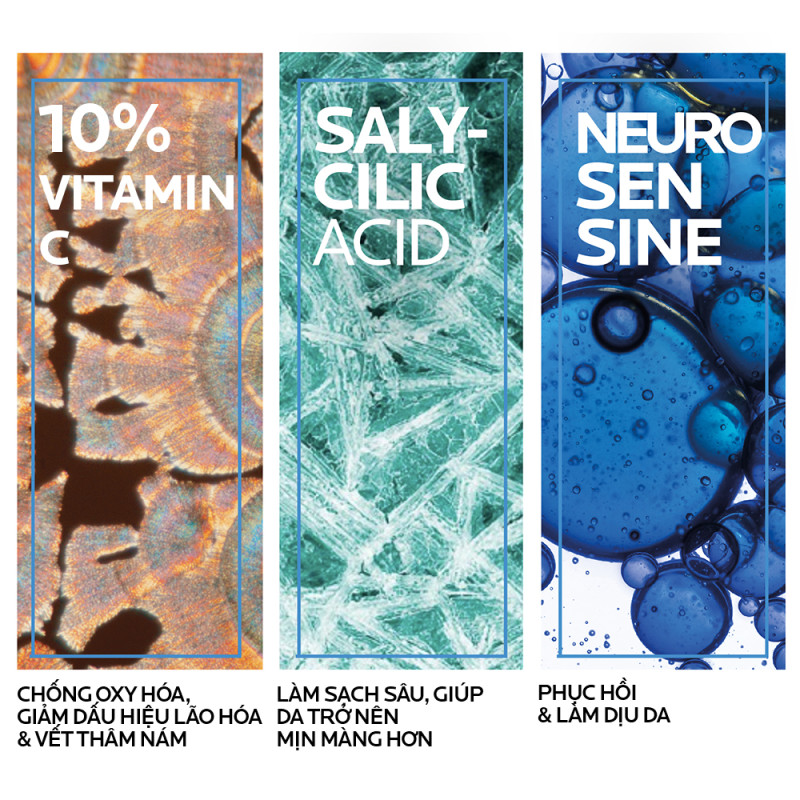 10%
VITAMIN
C
SALY-
CILIC
ACID
NEURO
SEN
SINE
CHỐNG OXY HÓA,
GIẢM DẤU HIỆU LÃO HÓA
& VẾT THÂM NÁM
LÀM SẠCH SÂU, GIÚP
DA TRỞ NÊN
MỊN MÀNG HƠN
PHỤC HỒI
& LÀM DỊU DA